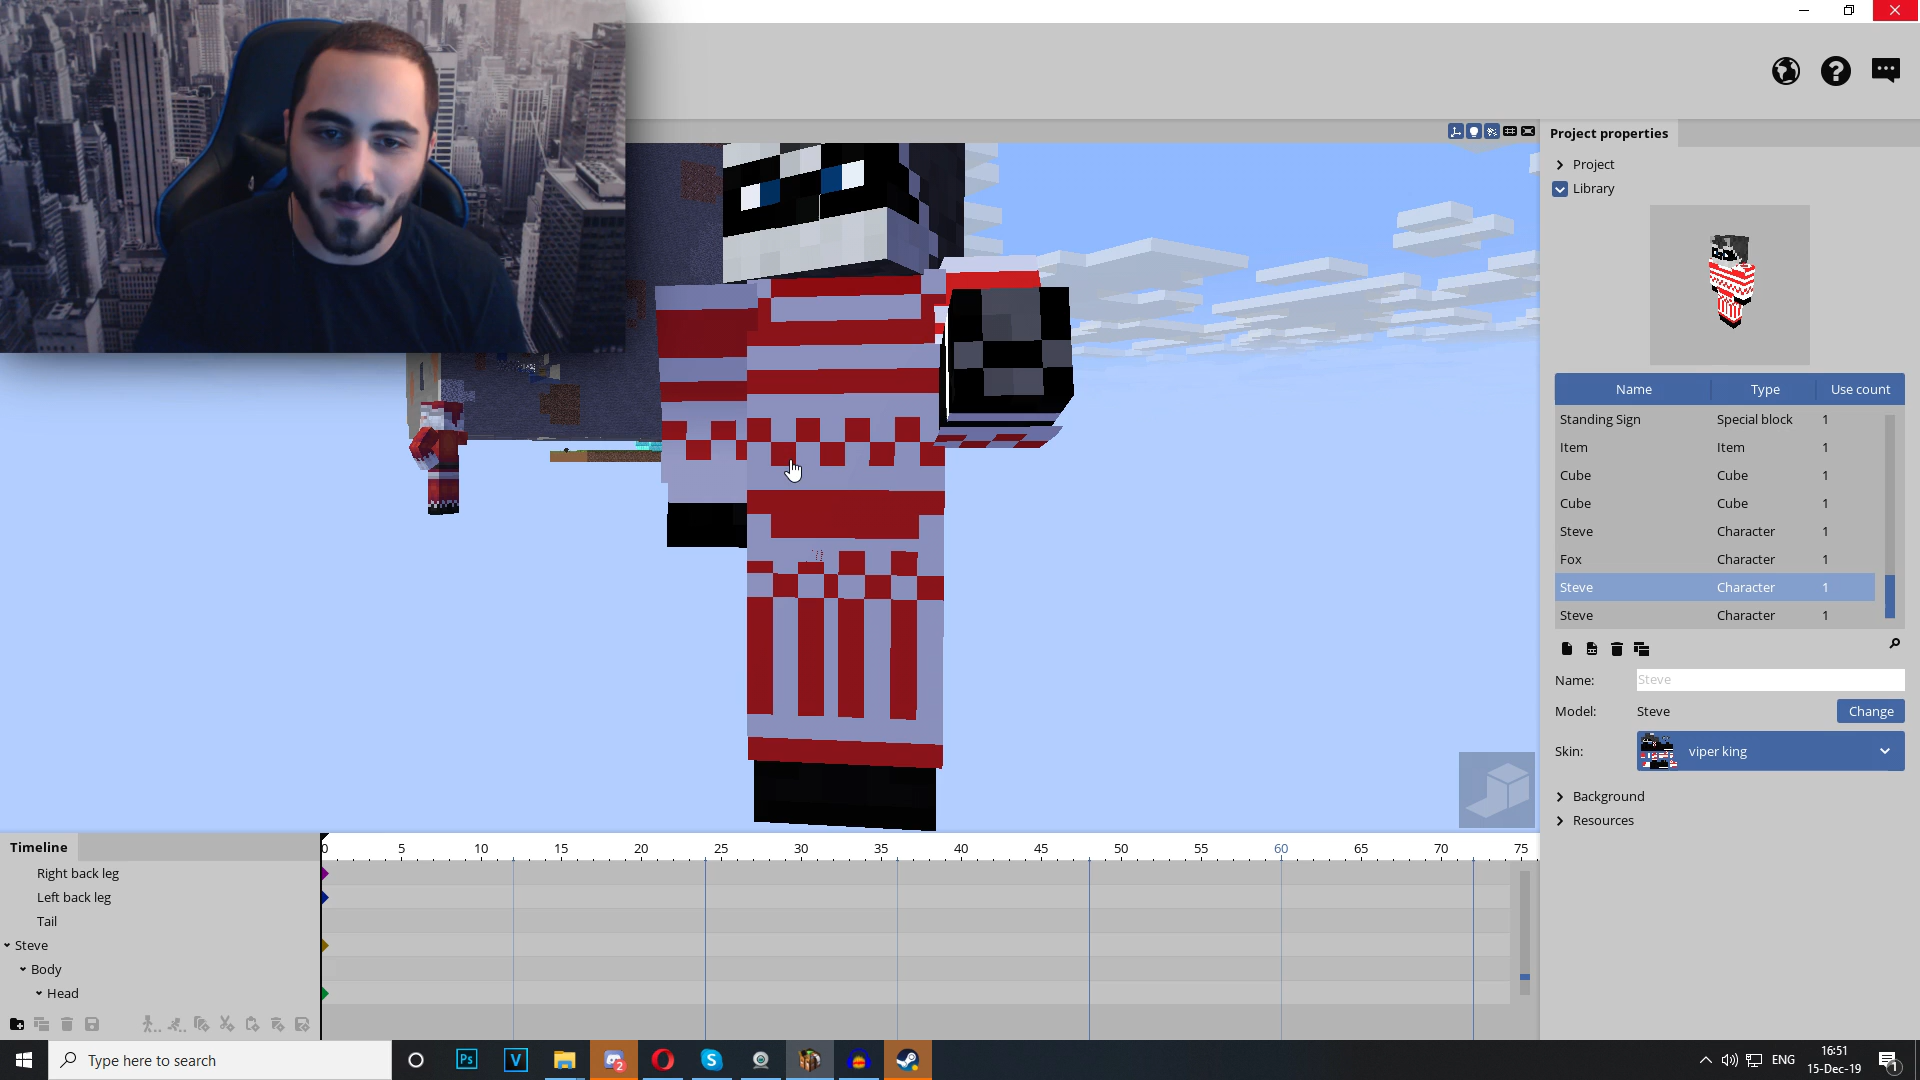 Project properties
Project
Library
Name Type Use count
Standing Sign Special block 1
Item Item 1
Cube Cube 1
Cube Cube 1
Steve Character 1
Fox Character 1
Steve Character 1
Steve Character 1
Name: Steve
Model: Steve Change
Skin: viper king
Background
Resources
Timeline
0 5 10 15 20 25 30 35 40 45 50 55 60 65 70 75
Right back leg
Left back leg
Tail
Steve
Body
Head
Type here to search
Ps
V
2
S
ENG
16:51
15-Dec-19
1